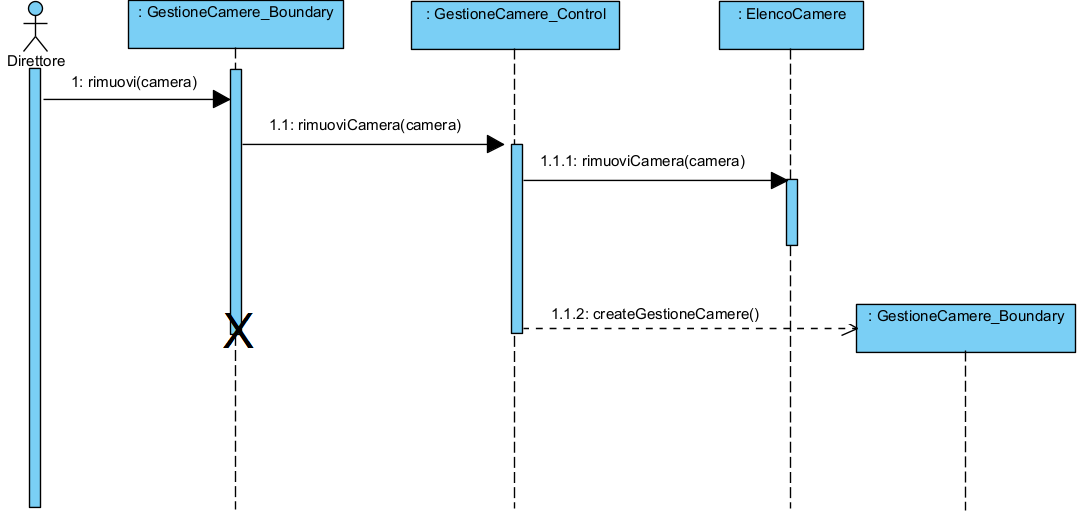 : GestioneCamere_Boundary
: GestioneCamere_Control
: ElencoCamere
Direttore
1: rimuovi(camera)
1.1: rimuoviCamera(camera)
1.1.1: rimuoviCamera(camera)
1.1.2: createGestioneCamere()
: GestioneCamere_Boundary